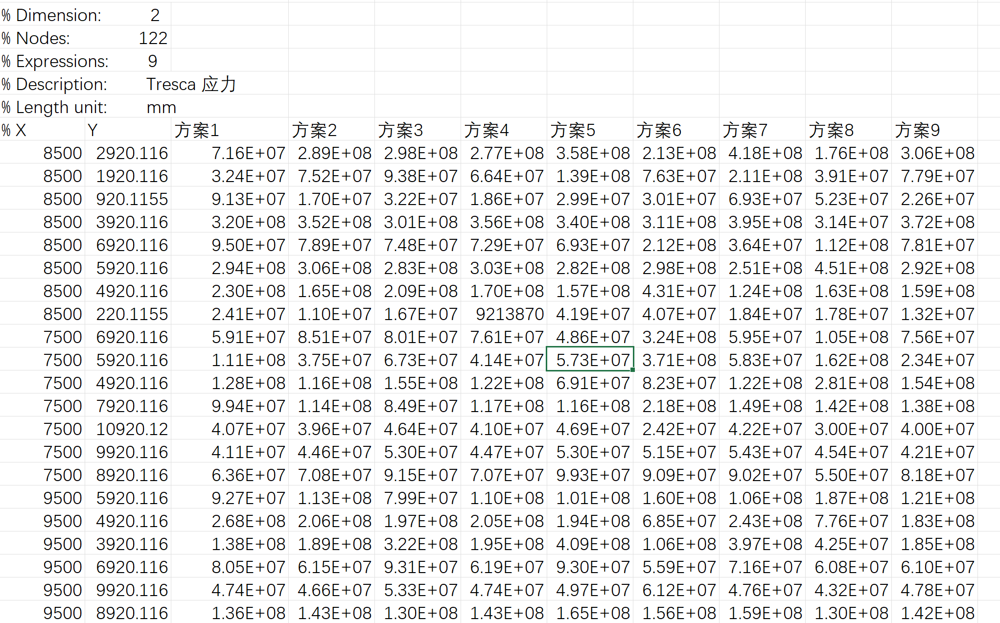 % Dimension: 2
% Nodes: 122
% Expressions: 9
% Description: Tresca 应力
% Length unit: mm
% X Y 方案1 方案2 方案3 方案4 方案5 方案6 方案7 方案8 方案9
8500 2920.116 7.16E+07 2.89E+08 2.98E+08 2.77E+08 3.58E+08 2.13E+08 4.18E+08 1.76E+08 3.06E+08
8500 1920.116 3.24E+07 7.52E+07 9.38E+07 6.64E+07 1.39E+08 7.63E+07 2.11E+08 3.91E+07 7.79E+07
8500 920.1155 9.13E+07 1.70E+07 3.22E+07 1.86E+07 2.99E+07 3.01E+07 6.93E+07 5.23E+07 2.26E+07
8500 3920.116 3.20E+08 3.52E+08 3.01E+08 3.56E+08 3.40E+08 3.11E+08 3.95E+08 3.14E+07 3.72E+08
8500 6920.116 9.50E+07 7.89E+07 7.48E+07 7.29E+07 6.93E+07 2.12E+08 3.64E+07 1.12E+08 7.81E+07
8500 5920.116 2.94E+08 3.06E+08 2.83E+08 3.03E+08 2.82E+08 2.98E+08 2.51E+08 4.51E+08 2.92E+08
8500 4920.116 2.30E+08 1.65E+08 2.09E+08 1.70E+08 1.57E+08 4.31E+07 1.24E+08 1.63E+08 1.59E+08
8500 220.1155 2.41E+07 1.10E+07 1.67E+07 9213870 4.19E+07 4.07E+07 1.84E+07 1.78E+07 1.32E+07
7500 6920.116 5.91E+07 8.51E+07 8.01E+07 7.61E+07 4.86E+07 3.24E+08 5.95E+07 1.05E+08 7.56E+07
7500 5920.116 1.11E+08 3.75E+07 6.73E+07 4.14E+07 5.73E+07 3.71E+08 5.83E+07 1.62E+08 2.34E+07
7500 4920.116 1.28E+08 1.16E+08 1.55E+08 1.22E+08 6.91E+07 8.23E+07 1.22E+08 2.81E+08 1.54E+08
7500 7920.116 9.94E+07 1.14E+08 8.49E+07 1.17E+08 1.16E+08 2.18E+08 1.49E+08 1.42E+08 1.38E+08
7500 10920.12 4.07E+07 3.96E+07 4.64E+07 4.10E+07 4.69E+07 2.42E+07 4.22E+07 3.00E+07 4.00E+07
7500 9920.116 4.11E+07 4.46E+07 5.30E+07 4.47E+07 5.30E+07 5.15E+07 5.43E+07 4.54E+07 4.21E+07
7500 8920.116 6.36E+07 7.08E+07 9.15E+07 7.07E+07 9.93E+07 9.09E+07 9.02E+07 5.50E+07 8.18E+07
9500 5920.116 9.27E+07 1.13E+08 7.99E+07 1.10E+08 1.01E+08 1.60E+08 1.06E+08 1.87E+08 1.21E+08
9500 4920.116 2.68E+08 2.06E+08 1.97E+08 2.05E+08 1.94E+08 6.85E+07 2.43E+08 7.76E+07 1.83E+08
9500 3920.116 1.38E+08 1.89E+08 3.22E+08 1.95E+08 4.09E+08 1.06E+08 3.97E+08 4.25E+07 1.85E+08
9500 6920.116 8.05E+07 6.15E+07 9.31E+07 6.19E+07 9.30E+07 5.59E+07 7.16E+07 6.08E+07 6.10E+07
9500 9920.116 4.74E+07 4.66E+07 5.33E+07 4.74E+07 4.97E+07 6.12E+07 4.76E+07 4.32E+07 4.78E+07
9500 8920.116 1.36E+08 1.43E+08 1.30E+08 1.43E+08 1.65E+08 1.56E+08 1.59E+08 1.30E+08 1.42E+08